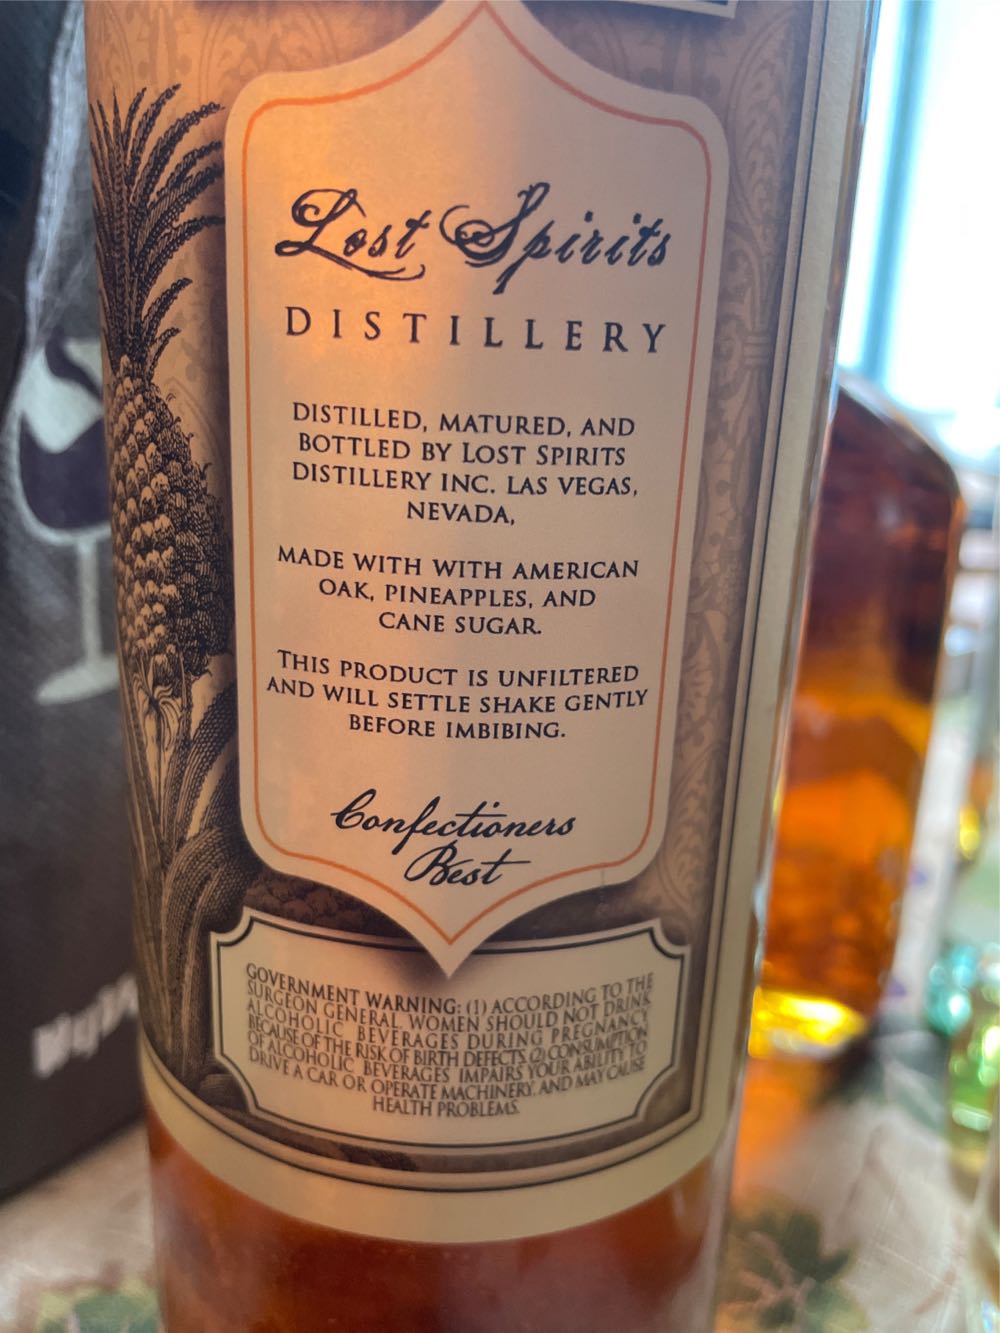 Lost Spirits
DISTILLERY
DISTILLED, MATURED, AND
BOTTLED BY LOST SPIRITS
DISTILLERY INC. LAS VEGAS,
NEVADA,
MADE WITH WITH AMERICAN
OAK, PINEAPPLES, AND
CANE SUGAR.
THIS PRODUCT IS UNFILTERED
AND WILL SETTLE SHAKE GENTLY
BEFORE IMBIBING.
Confectioners
Best
GOVERNMENT WARNING: (1) ACCORDING TO THE
SURGEON GENERAL, WOMEN SHOULD NOT DRINK
ALCOHOLIC BEVERAGES DURING PREGNANCY
BECAUSE OF THE RISK OF BIRTH DEFECTS. (2) CONSUMPTION
OF ALCOHOLIC BEVERAGES IMPAIRS YOUR ABILITY TO
DRIVE A CAR OR OPERATE MACHINERY, AND MAY CAUSE
HEALTH PROBLEMS.